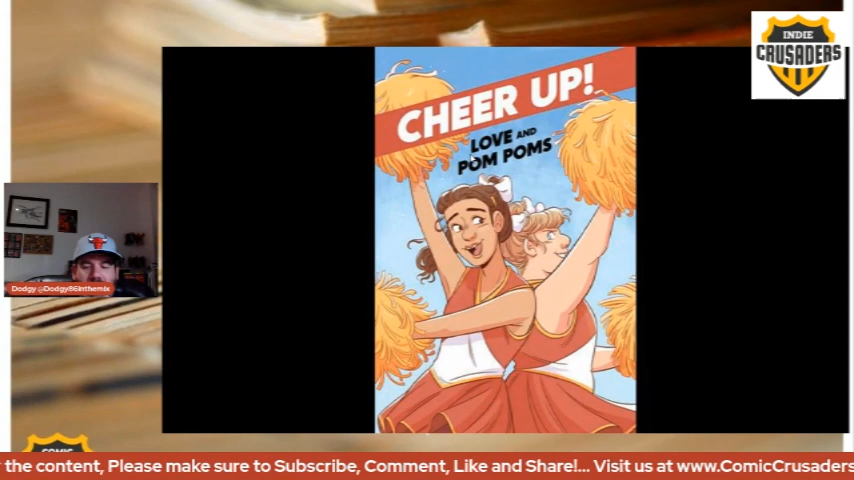 INDIE
CRUSADERS
CHEER UP!
LOVE AND
POM POMS
Dodgy @Dodgy86Inthemix
COMIC
the content, Please make sure to Subscribe, Comment, Like and Share!... Visit us at www.ComicCrusaders